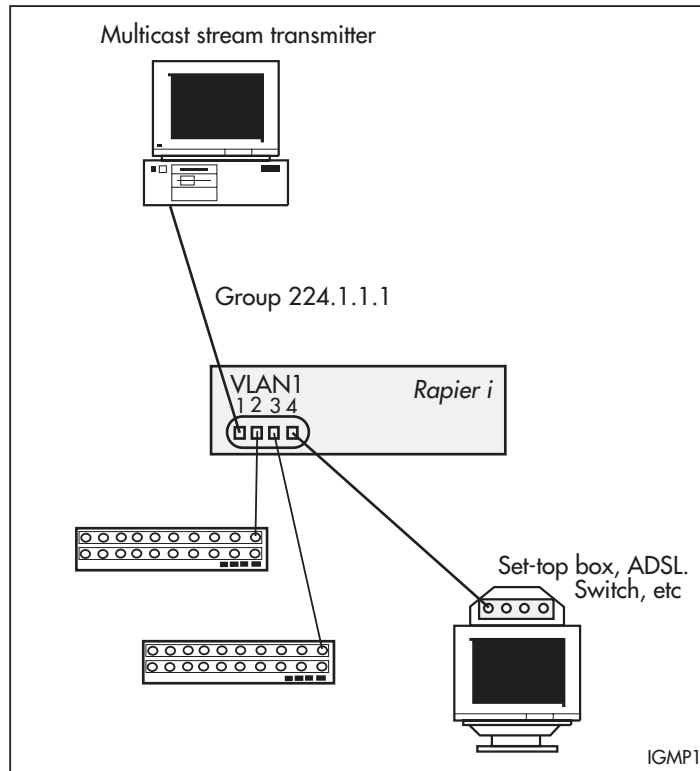 Multicast stream transmitter
Group 224.1.1.1
VLAN1
Rapier i
1 2 3 4
Set-top box, ADSL.
Switch, etc
IGMP1